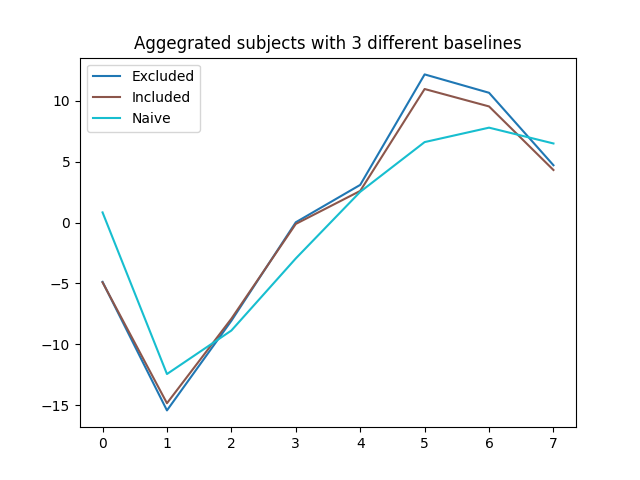 Aggegrated subjects with 3 different baselines
Excluded
Included
Naive
10
5
0
−5
−10
−15
0 1 2 3 4 5 6 7